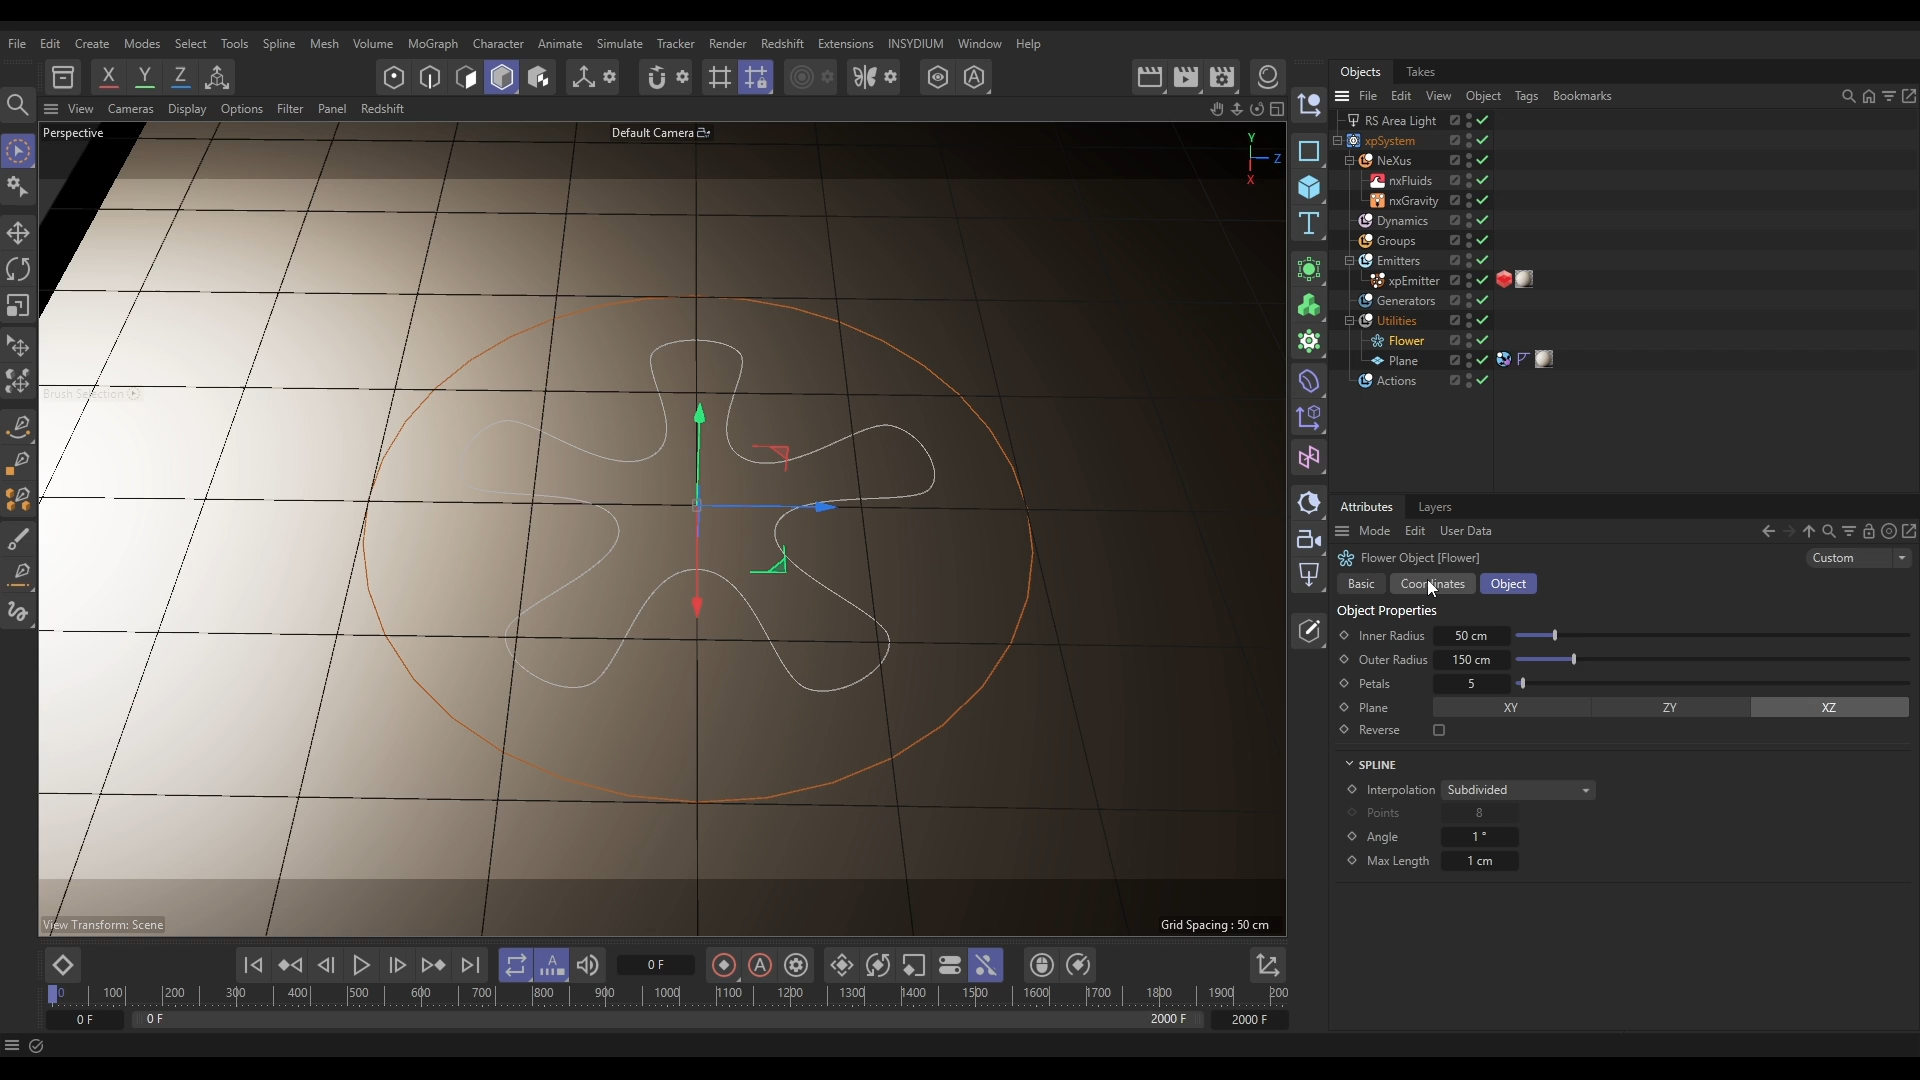 File Edit Create Modes Select Tools Spline Mesh Volume MoGraph Character Animate Simulate Tracker Render Redshift Extensions INSYDIUM Window Help
X Y Z
View Cameras Display Options Filter Panel Redshift
Perspective
Default Camera
Y
Z
X
Brush Selection
View Transform: Scene
Grid Spacing : 50 cm
Objects Takes
File Edit View Object Tags Bookmarks
RS Area Light
xpSystem
NeXus
nxFluids
nxGravity
Dynamics
Groups
Emitters
xpEmitter
Generators
Utilities
Flower
Plane
Actions
Attributes Layers
Mode Edit User Data
Flower Object [Flower]
Custom
Basic Coordinates Object
Object Properties
Inner Radius 50 cm
Outer Radius 150 cm
Petals 5
Plane XY ZY XZ
Reverse
SPLINE
Interpolation Subdivided
Points 8
Angle 1 °
Max Length 1 cm
0 F
0 100 200 300 400 500 600 700 800 900 1000 1100 1200 1300 1400 1500 1600 1700 1800 1900 200
0 F 0 F 2000 F 2000 F